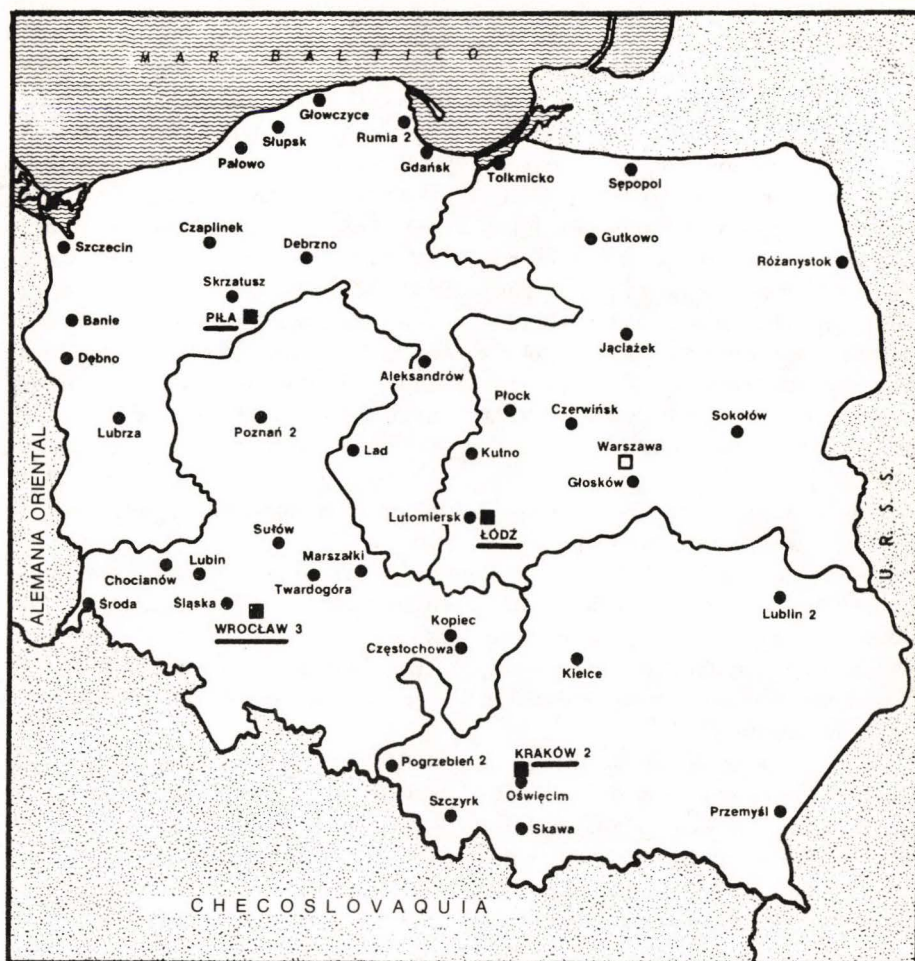 MAR BALTICO
Głowczyce
Słupsk
Rumia 2
Pałowo
Gdańsk
Tolkmicko
Sępopol
Szczecin
Czaplinek
Debrzno
Gutkowo
Różanystok
Skrzatusz
PIŁA
Banie
Dębno
Jąciażek
Aleksandrów
Płock
Czerwińsk
Sokołów
Lubrza
Poznań 2
Lad
Kutno
Warszawa
Głosków
ALEMANIA ORIENTAL
U.R.S.S.
Lutomiersk
ŁÓDŹ
Sułów
Marszałki
Lubin
Chocianów
Twardogóra
Środa
Śląska
WROCŁAW 3
Lublin 2
Kopiec
Częstochowa
Kielce
KRAKÓW 2
Pogrzebień 2
Oświęcim
Szczyrk
Skawa
Przemyśl
CHECOSLOVAQUIA